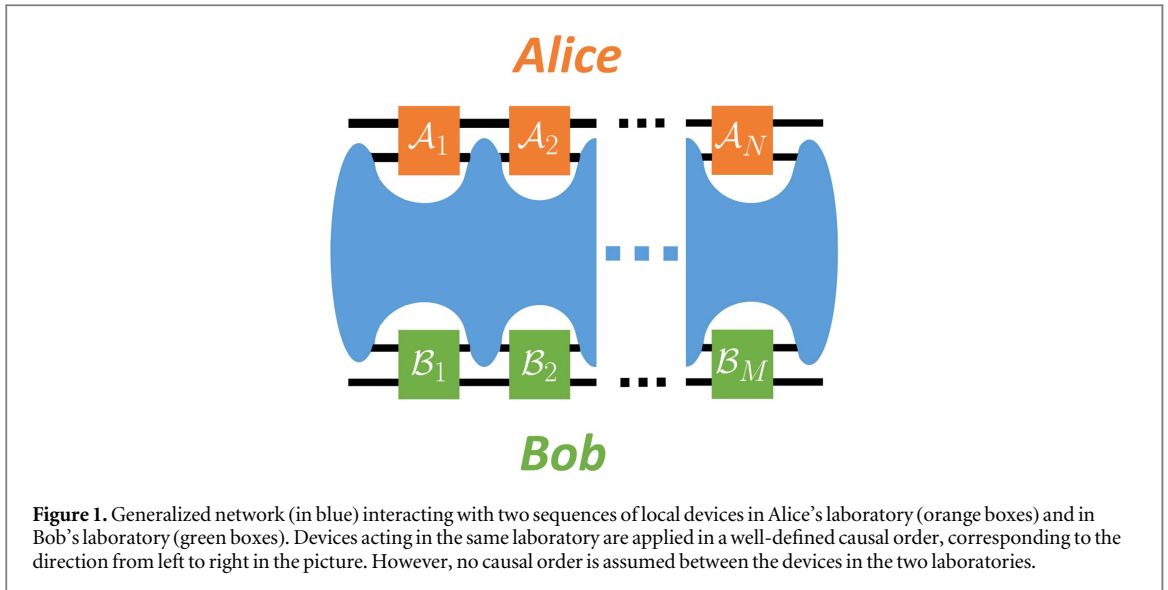 Alice
𝒜₁ 𝒜₂ ... 𝒜_N
ℬ₁ ℬ₂ ... ℬ_M
Bob
Figure 1. Generalized network (in blue) interacting with two sequences of local devices in Alice's laboratory (orange boxes) and in
Bob's laboratory (green boxes). Devices acting in the same laboratory are applied in a well-defined causal order, corresponding to the
direction from left to right in the picture. However, no causal order is assumed between the devices in the two laboratories.